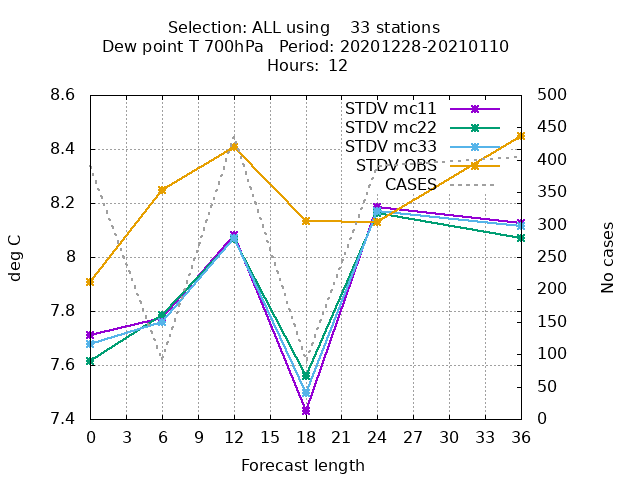 Selection: ALL using    33 stations
Dew point T 700hPa   Period: 20201228-20210110
Hours:  12
8.6
8.4
8.2
8
7.8
7.6
7.4
deg C
STDV mc11
STDV mc22
STDV mc33
STDV OBS
CASES
500
450
400
350
300
250
200
150
100
50
0
No cases
0 3 6 9 12 15 18 21 24 27 30 33 36
Forecast length